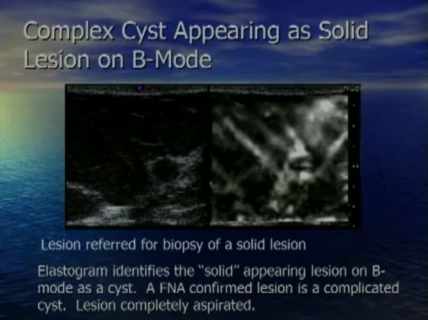 Complex Cyst Appearing as Solid
Lesion on B-Mode
Lesion referred for biopsy of a solid lesion
Elastogram identifies the “solid” appearing lesion on B-
mode as a cyst. A FNA confirmed lesion is a complicated
cyst. Lesion completely aspirated.